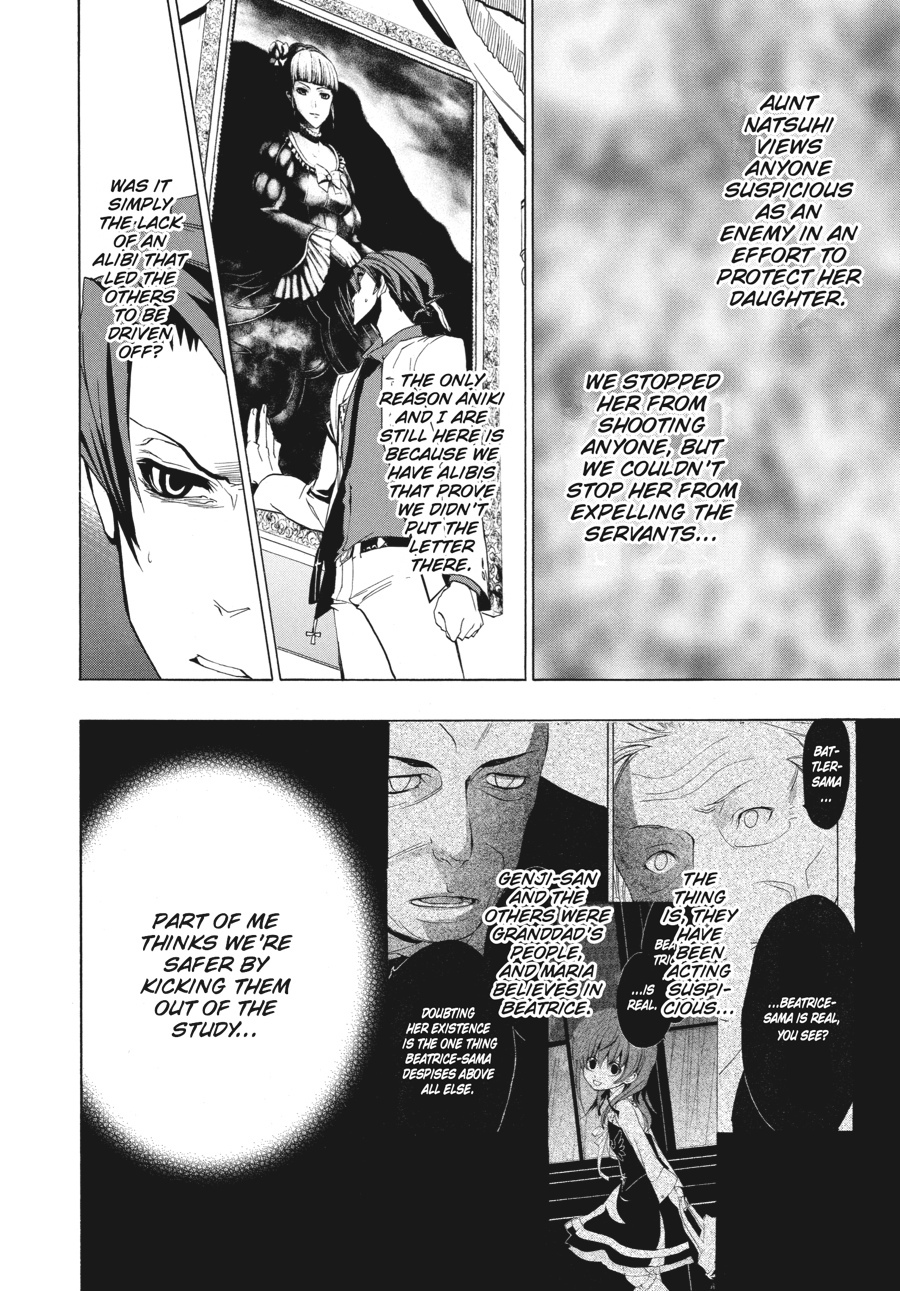 AUNT
NATSUHI
VIEWS
ANYONE
SUSPICIOUS
AS AN
ENEMY IN AN
EFFORT TO
PROTECT HER
DAUGHTER.
WE STOPPED
HER FROM
SHOOTING
ANYONE, BUT
WE COULDN'T
STOP HER FROM
EXPELLING THE
SERVANTS...
THE ONLY
REASON ANIKI
AND I ARE
STILL HERE IS
BECAUSE WE
HAVE ALIBIS
THAT PROVE
WE DIDN'T
PUT THE
LETTER
THERE.
WAS IT
SIMPLY
THE LACK
OF AN
ALIBI THAT
LED THE
OTHERS
TO BE
DRIVEN
OFF?
BAT-
TLER-
SAMA
...
THE
THING
IS, THEY
HAVE
BEEN
ACTING
SUSPI-
CIOUS...
...BEATRICE-
SAMA IS REAL,
YOU SEE?
BEA
TRIC
...IS
REAL.
GENJI-SAN
AND THE
OTHERS WERE
GRANDDAD'S
PEOPLE,
AND MARIA
BELIEVES IN
BEATRICE.
DOUBTING
HER EXISTENCE
IS THE ONE THING
BEATRICE-SAMA
DESPISES ABOVE
ALL ELSE.
PART OF ME
THINKS WE'RE
SAFER BY
KICKING THEM
OUT OF THE
STUDY...